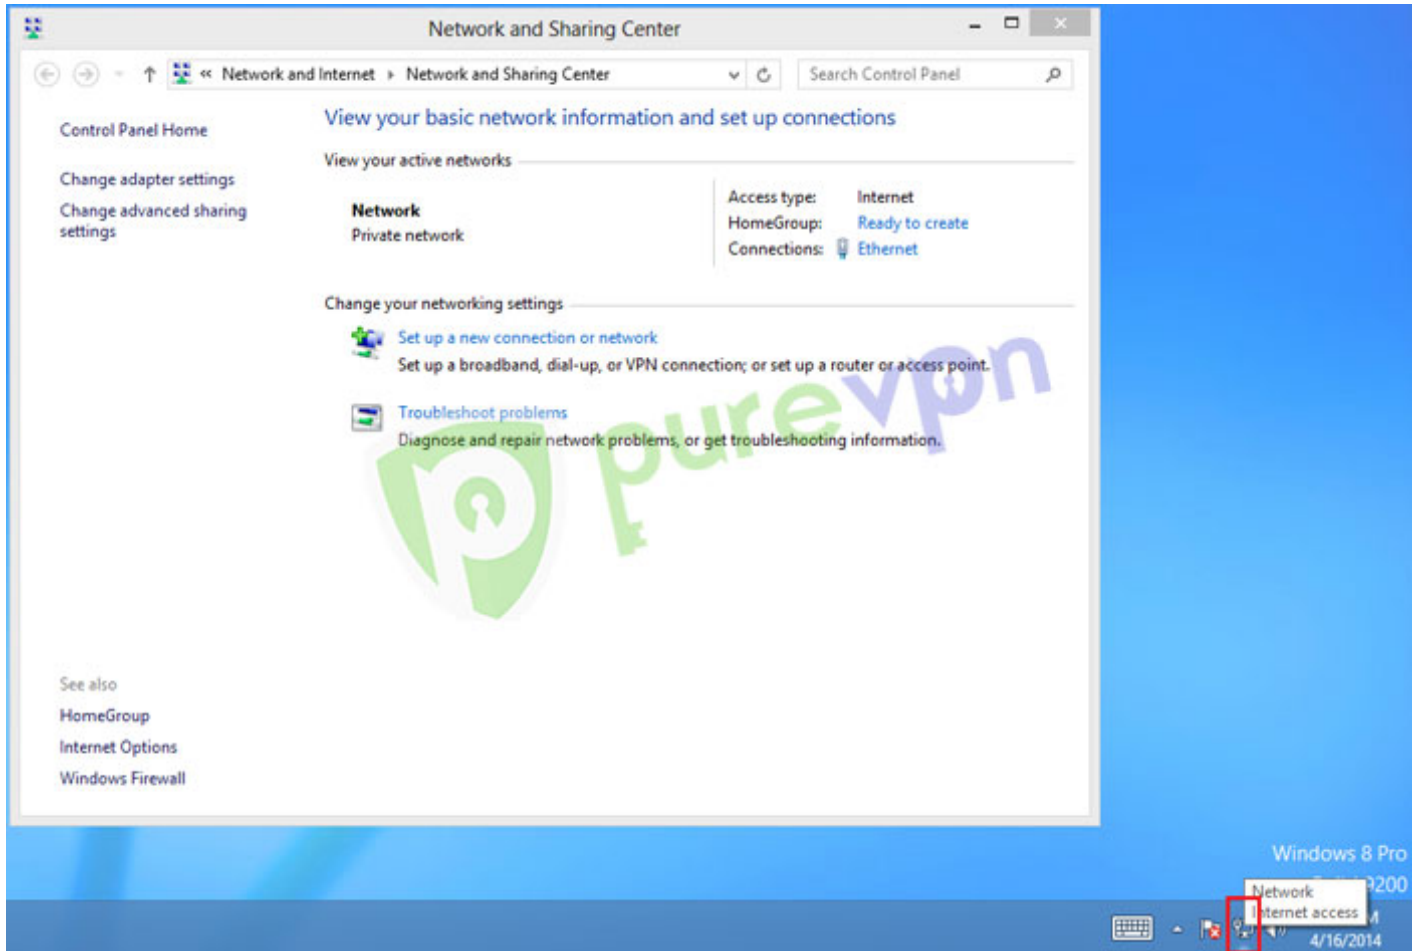 Network and Sharing Center
« Network and Internet ▸ Network and Sharing Center
Search Control Panel
Control Panel Home
Change adapter settings
Change advanced sharing
settings
View your basic network information and set up connections
View your active networks
Network
Private network
Access type: Internet
HomeGroup: Ready to create
Connections: Ethernet
Change your networking settings
Set up a new connection or network
Set up a broadband, dial-up, or VPN connection; or set up a router or access point.
Troubleshoot problems
Diagnose and repair network problems, or get troubleshooting information.
purevpn
See also
HomeGroup
Internet Options
Windows Firewall
Windows 8 Pro
9200
Network
Internet access
4/16/2014